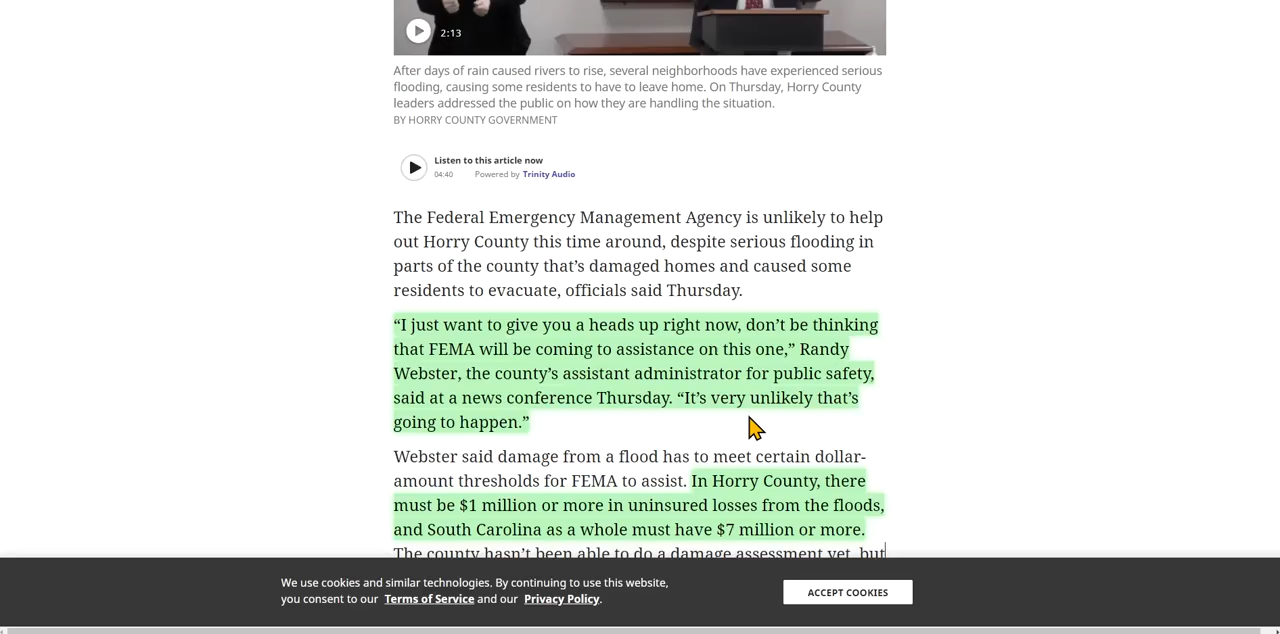 2:13
After days of rain caused rivers to rise, several neighborhoods have experienced serious
flooding, causing some residents to have to leave home. On Thursday, Horry County
leaders addressed the public on how they are handling the situation.
BY HORRY COUNTY GOVERNMENT
Listen to this article now
04:40 Powered by Trinity Audio
The Federal Emergency Management Agency is unlikely to help
out Horry County this time around, despite serious flooding in
parts of the county that’s damaged homes and caused some
residents to evacuate, officials said Thursday.
“I just want to give you a heads up right now, don’t be thinking
that FEMA will be coming to assistance on this one,” Randy
Webster, the county’s assistant administrator for public safety,
said at a news conference Thursday. “It’s very unlikely that’s
going to happen.”
Webster said damage from a flood has to meet certain dollar-
amount thresholds for FEMA to assist. In Horry County, there
must be $1 million or more in uninsured losses from the floods,
and South Carolina as a whole must have $7 million or more.
The county hasn’t been able to do a damage assessment yet, but
We use cookies and similar technologies. By continuing to use this website,
you consent to our Terms of Service and our Privacy Policy.
ACCEPT COOKIES